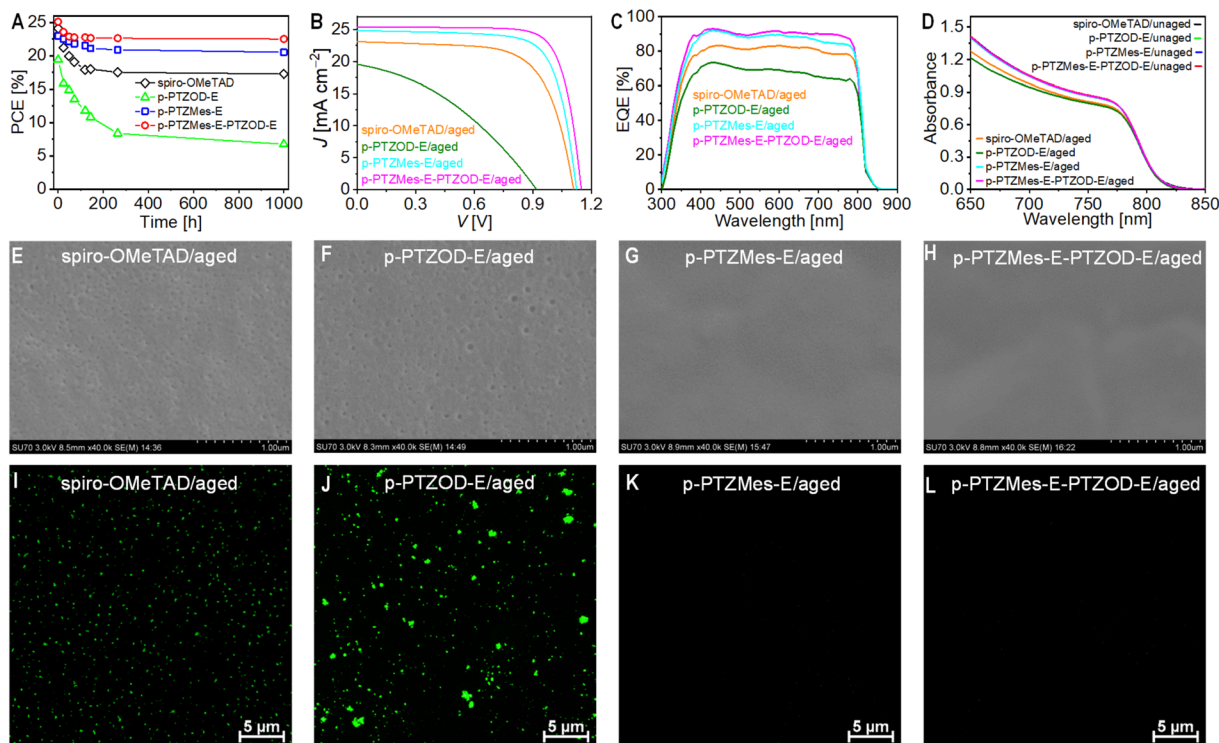 A
PCE [%]
25
20
15
10
5
0
spiro-OMeTAD
p-PTZOD-E
p-PTZMes-E
p-PTZMes-E-PTZOD-E
0 200 400 600 800 1000
Time [h]
B
J [mA cm⁻²]
25
20
15
10
5
0
spiro-OMeTAD/aged
p-PTZOD-E/aged
p-PTZMes-E/aged
p-PTZMes-E-PTZOD-E/aged
0.0 0.3 0.6 0.9 1.2
V [V]
C
EQE [%]
100
80
60
40
20
0
spiro-OMeTAD/aged
p-PTZOD-E/aged
p-PTZMes-E/aged
p-PTZMes-E-PTZOD-E/aged
300 400 500 600 700 800 900
Wavelength [nm]
D
Absorbance
1.5
1.2
0.9
0.6
0.3
0.0
spiro-OMeTAD/unaged
p-PTZOD-E/unaged
p-PTZMes-E/unaged
p-PTZMes-E-PTZOD-E/unaged
spiro-OMeTAD/aged
p-PTZOD-E/aged
p-PTZMes-E/aged
p-PTZMes-E-PTZOD-E/aged
650 700 750 800 850
Wavelength [nm]
E
spiro-OMeTAD/aged
SU70 3.0kV 8.5mm x40.0k SE(M) 14:36
1.00um
F
p-PTZOD-E/aged
SU70 3.0kV 8.3mm x40.0k SE(M) 14:49
1.00um
G
p-PTZMes-E/aged
SU70 3.0kV 8.9mm x40.0k SE(M) 15:47
1.00um
H
p-PTZMes-E-PTZOD-E/aged
SU70 3.0kV 8.8mm x40.0k SE(M) 16:22
1.00um
I
spiro-OMeTAD/aged
5 μm
J
p-PTZOD-E/aged
5 μm
K
p-PTZMes-E/aged
5 μm
L
p-PTZMes-E-PTZOD-E/aged
5 μm